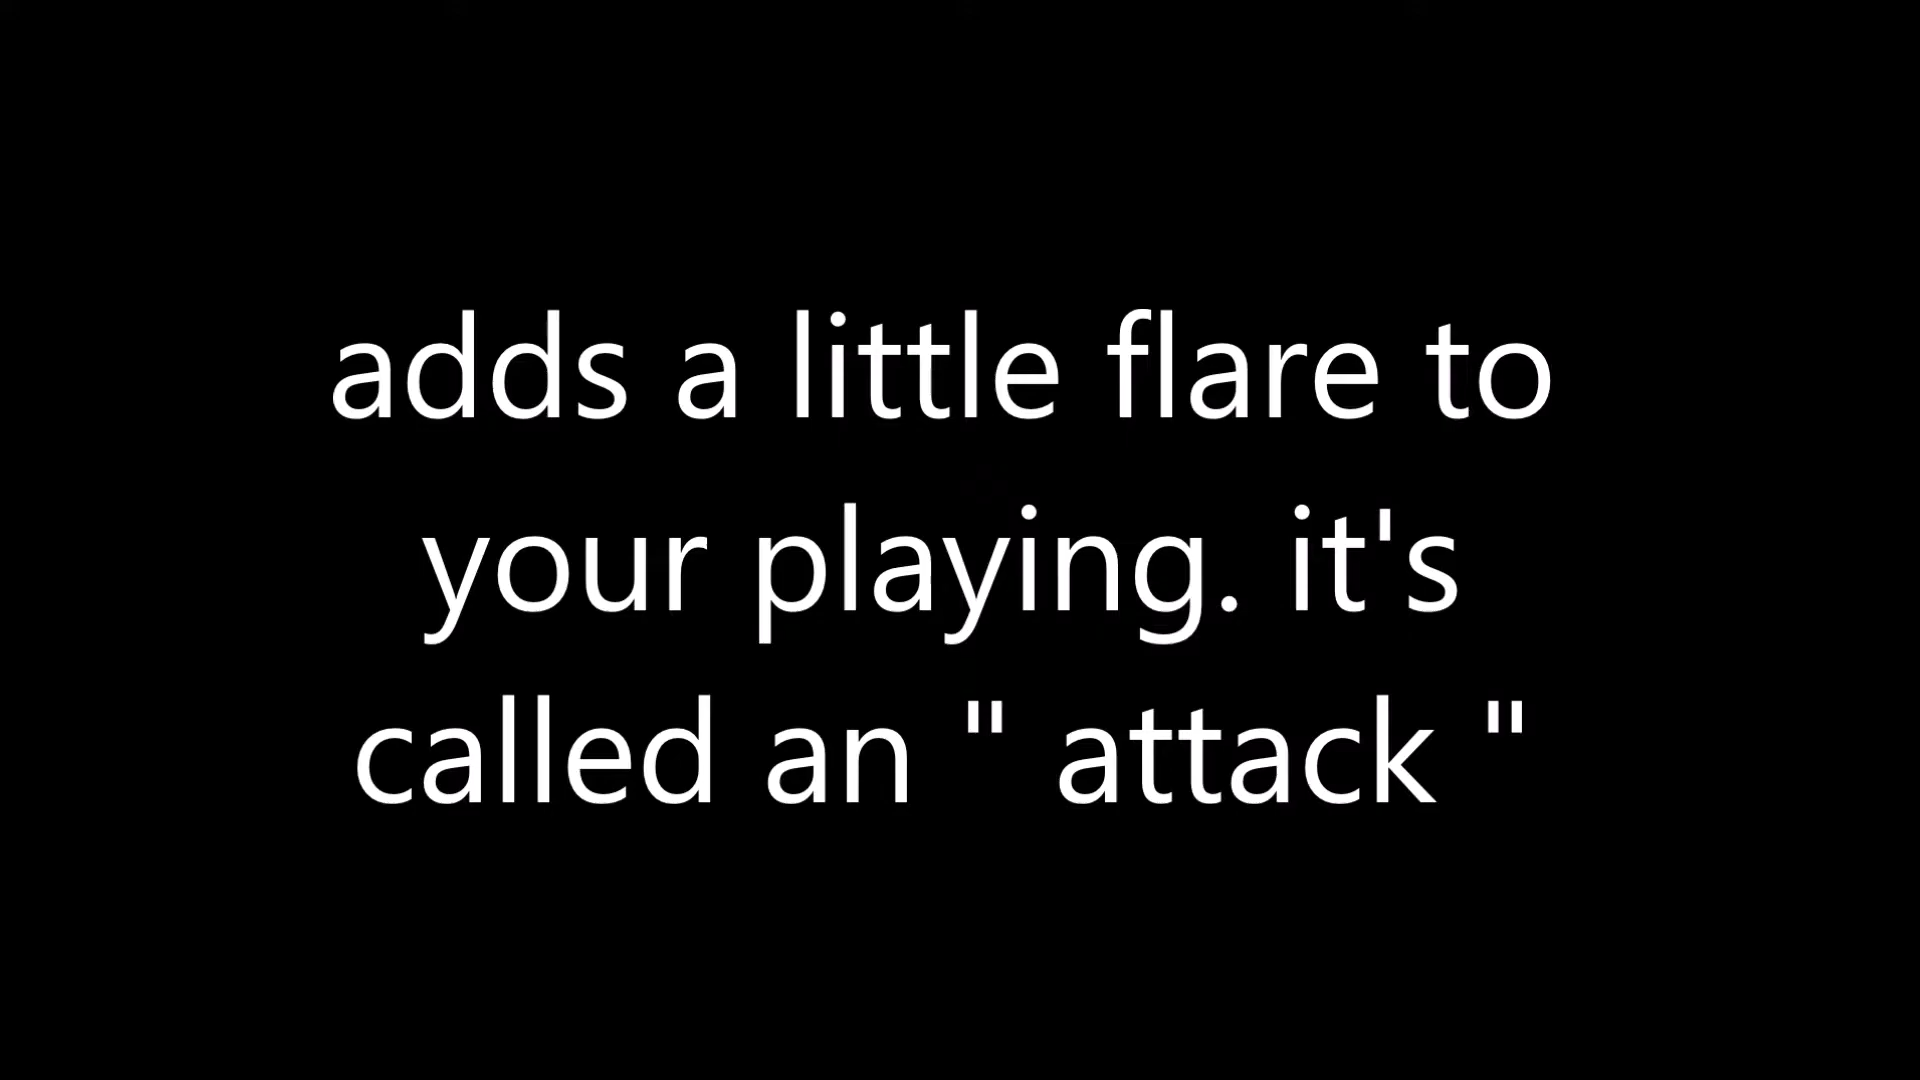 adds a little flare to
your playing. it's
called an " attack "